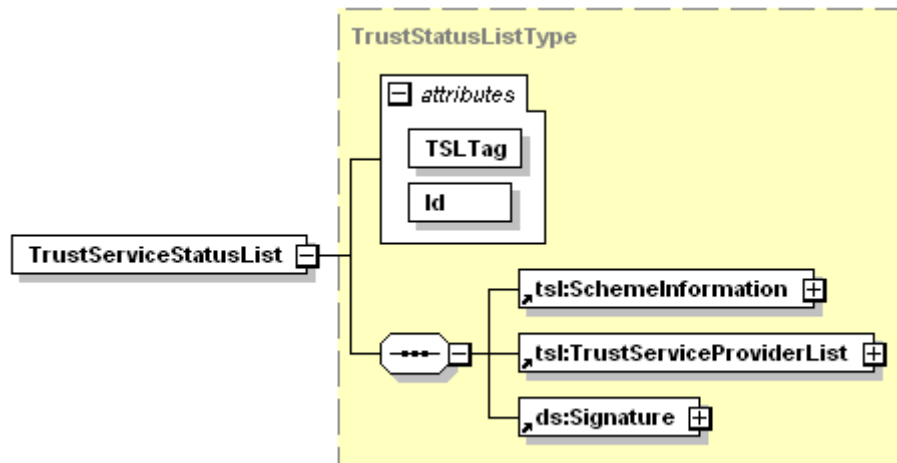 TrustStatusListType
attributes
TSLTag
Id
TrustServiceStatusList
tsl:SchemeInformation
tsl:TrustServiceProviderList
ds:Signature